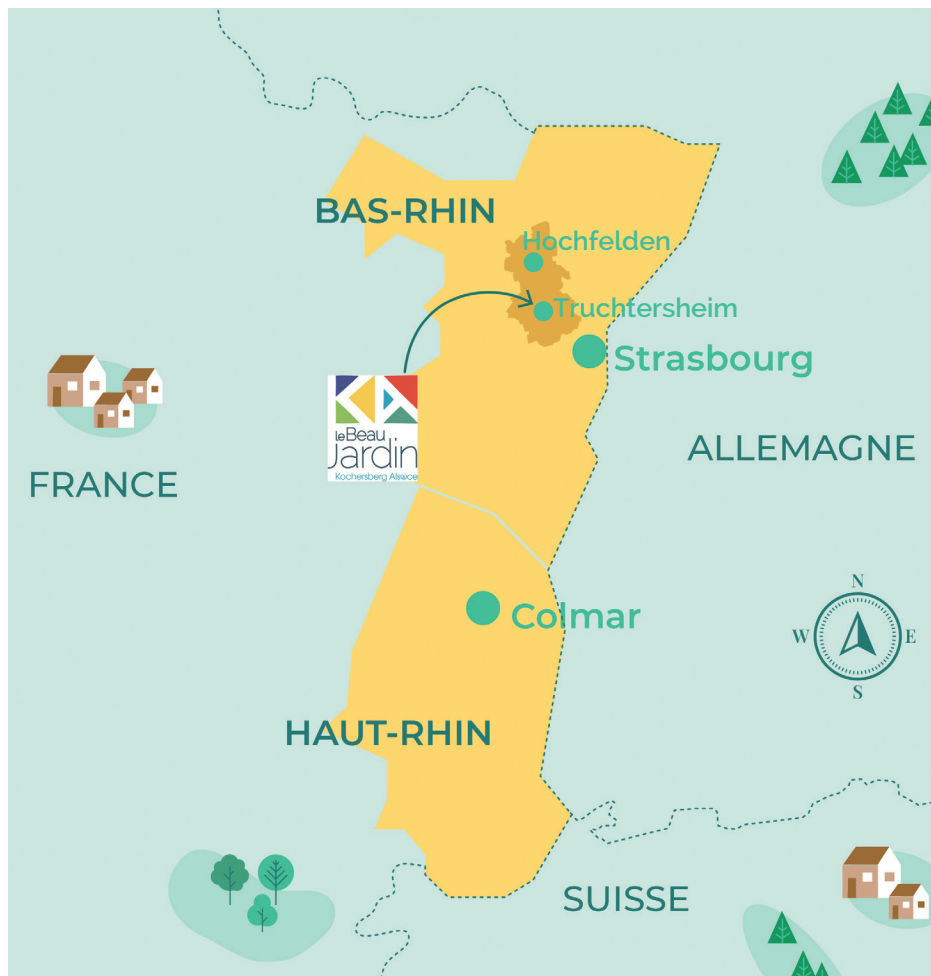 BAS-RHIN
Hochfelden
Truchtersheim
Strasbourg
le Beau
Jardin
Kochersberg Alsace
FRANCE
ALLEMAGNE
N
W E
S
Colmar
HAUT-RHIN
SUISSE